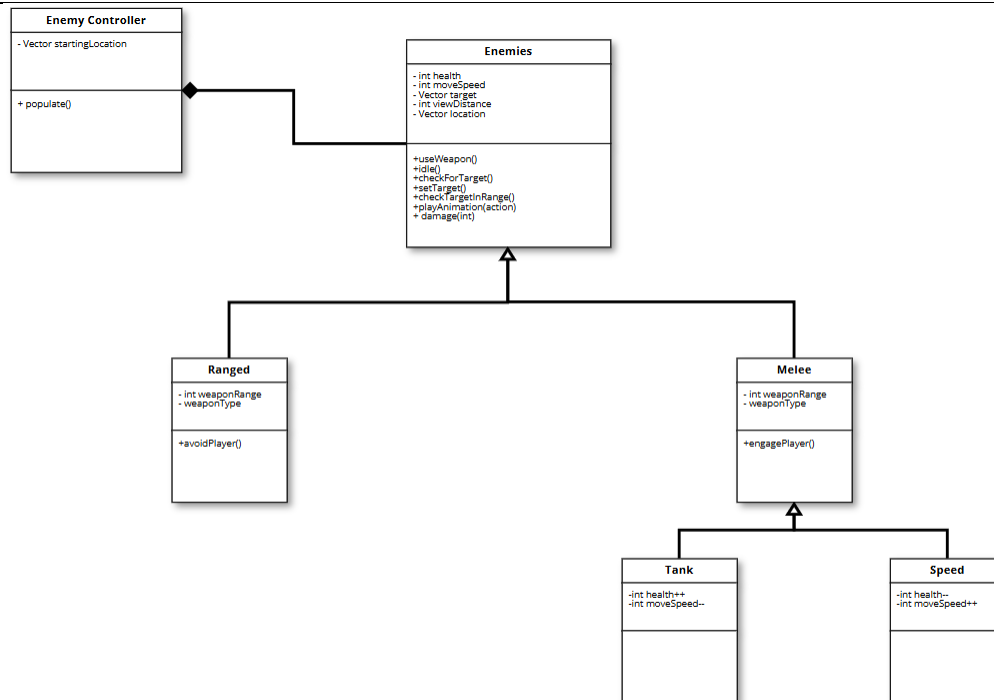 Enemy Controller
- Vector startingLocation
+ populate()
Enemies
- int health
- int moveSpeed
- Vector target
- int viewDistance
- Vector location
+useWeapon()
+idle()
+checkForTarget()
+setTarget()
+checkTargetInRange()
+playAnimation(action)
+ damage(int)
Ranged
- int weaponRange
- weaponType
+avoidPlayer()
Melee
- int weaponRange
- weaponType
+engagePlayer()
Tank
-int health++
-int moveSpeed--
Speed
-int health--
-int moveSpeed++